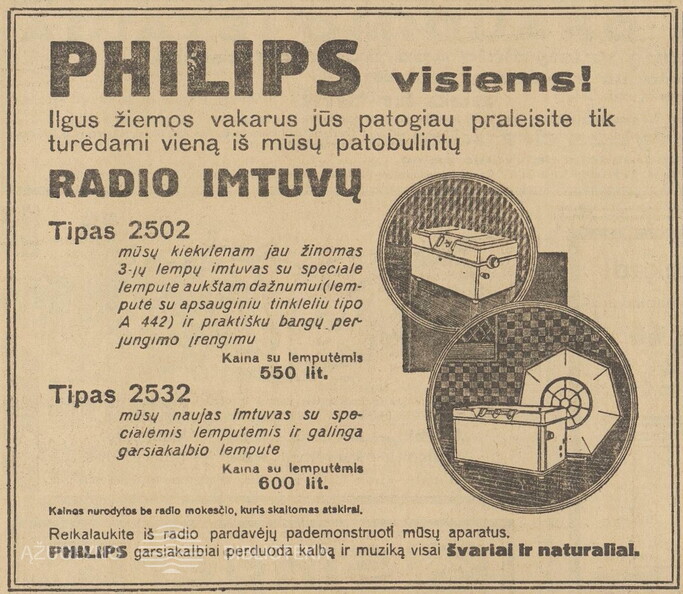 PHILIPS visiems!
Ilgus žiemos vakarus jūs patogiau praleisite tik
turėdami vieną iš mūsų patobulintų
RADIO IMTUVŲ
Tipas 2502
mūsų kiekvienam jau žinomas
3-jų lempų imtuvas su speciale
lempute aukštam dažnumui (lem-
putė su apsauginiu tinkleliu tipo
A 442) ir praktišku bangų per-
jungimo įrengimu
Kaina su lemputėmis
550 lit.
Tipas 2532
mūsų naujas imtuvas su spe-
cialėmis lemputėmis ir galinga
garsiakalbio lempute
Kaina su lemputėmis
600 lit.
Kainos nurodytos be radio mokesčio, kuris skaitomas atskirai.
Reikalaukite iš radio pardavėjų pademonstruoti mūsų aparatus.
PHILIPS garsiakalbiai perduoda kalbą ir muziką visai švariai ir naturaliai.